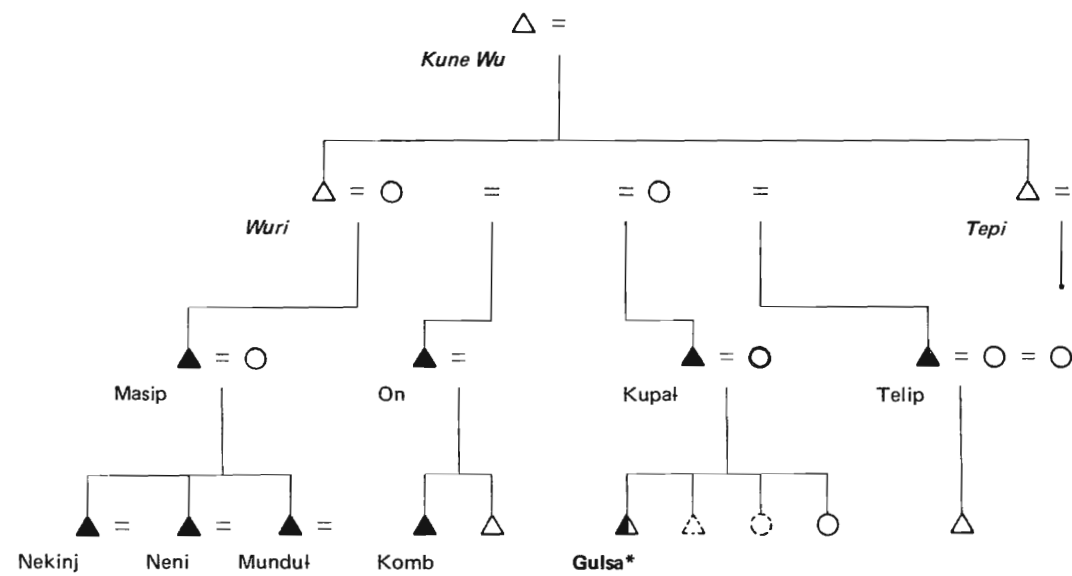 Kune Wu
Wuri
Tepi
Masip
On
Kupał
Telip
Nekinj
Neni
Munduł
Komb
Gulsa*